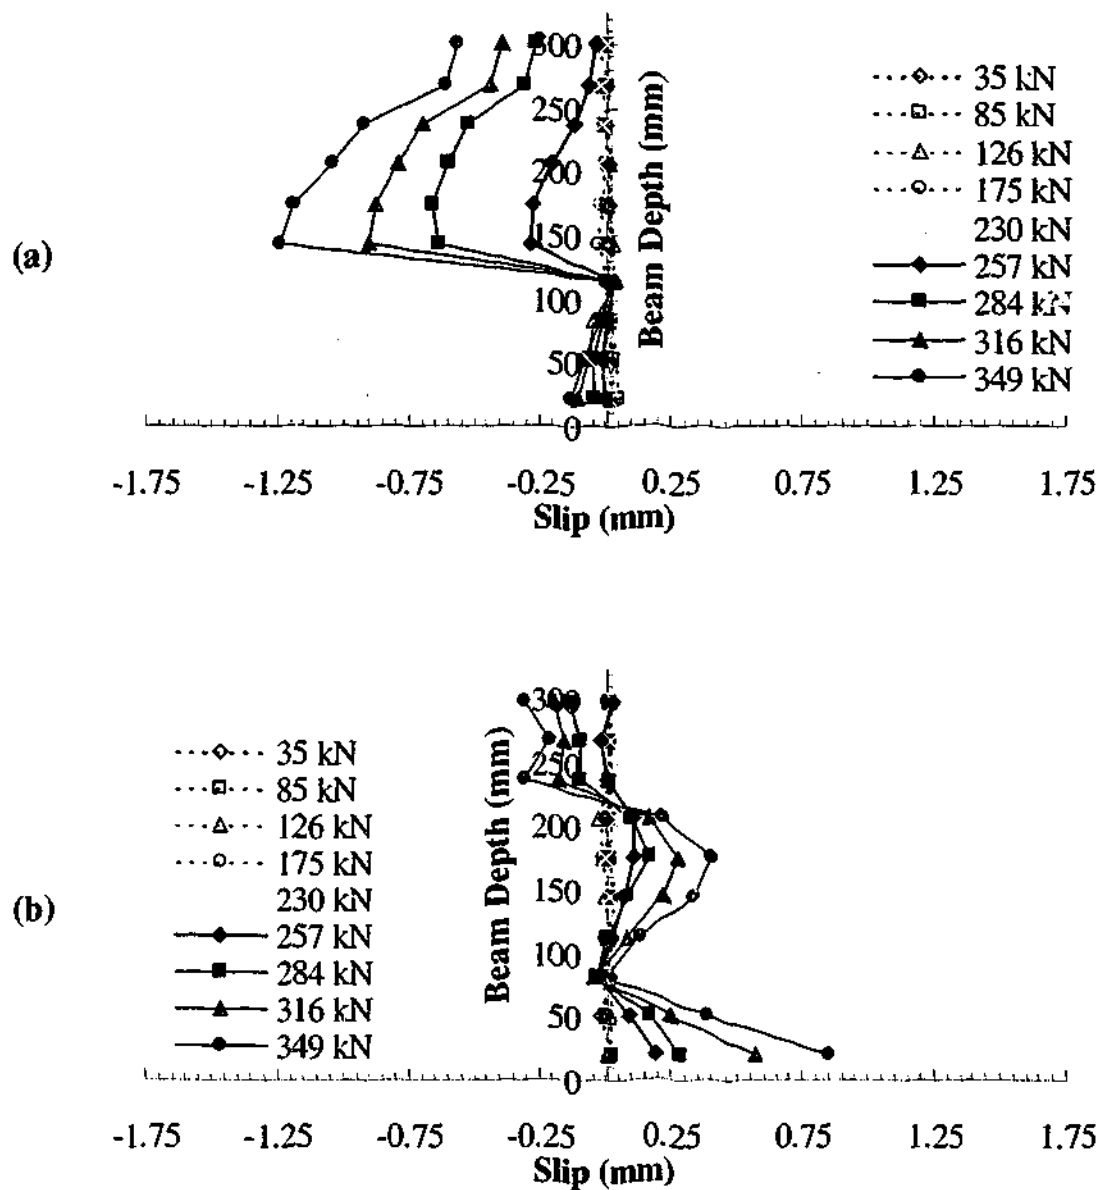 (a)
300
250
200
150
100
50
0
Beam Depth (mm)
35 kN
85 kN
126 kN
175 kN
230 kN
257 kN
284 kN
316 kN
349 kN
-1.75 -1.25 -0.75 -0.25 0.25 0.75 1.25 1.75
Slip (mm)
(b)
35 kN
85 kN
126 kN
175 kN
230 kN
257 kN
284 kN
316 kN
349 kN
Beam Depth (mm)
300
250
200
150
100
50
0
-1.75 -1.25 -0.75 -0.25 0.25 0.75 1.25 1.75
Slip (mm)